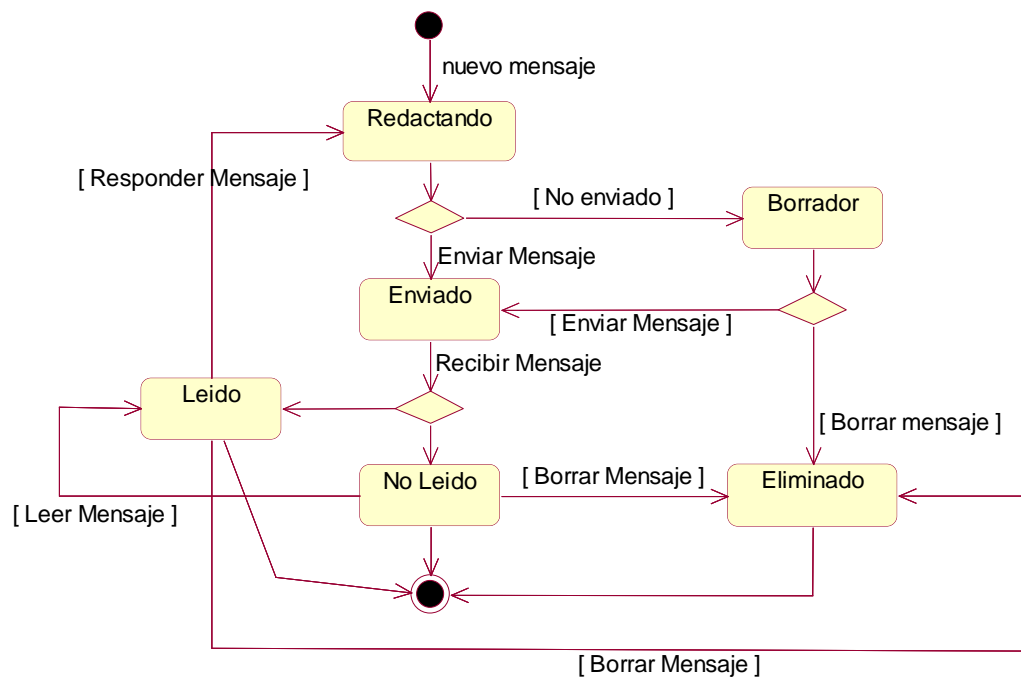 nuevo mensaje
Redactando
[ Responder Mensaje ]
[ No enviado ]
Borrador
Enviar Mensaje
Enviado
[ Enviar Mensaje ]
Recibir Mensaje
Leido
[ Borrar mensaje ]
No Leido
[ Borrar Mensaje ]
Eliminado
[ Leer Mensaje ]
[ Borrar Mensaje ]